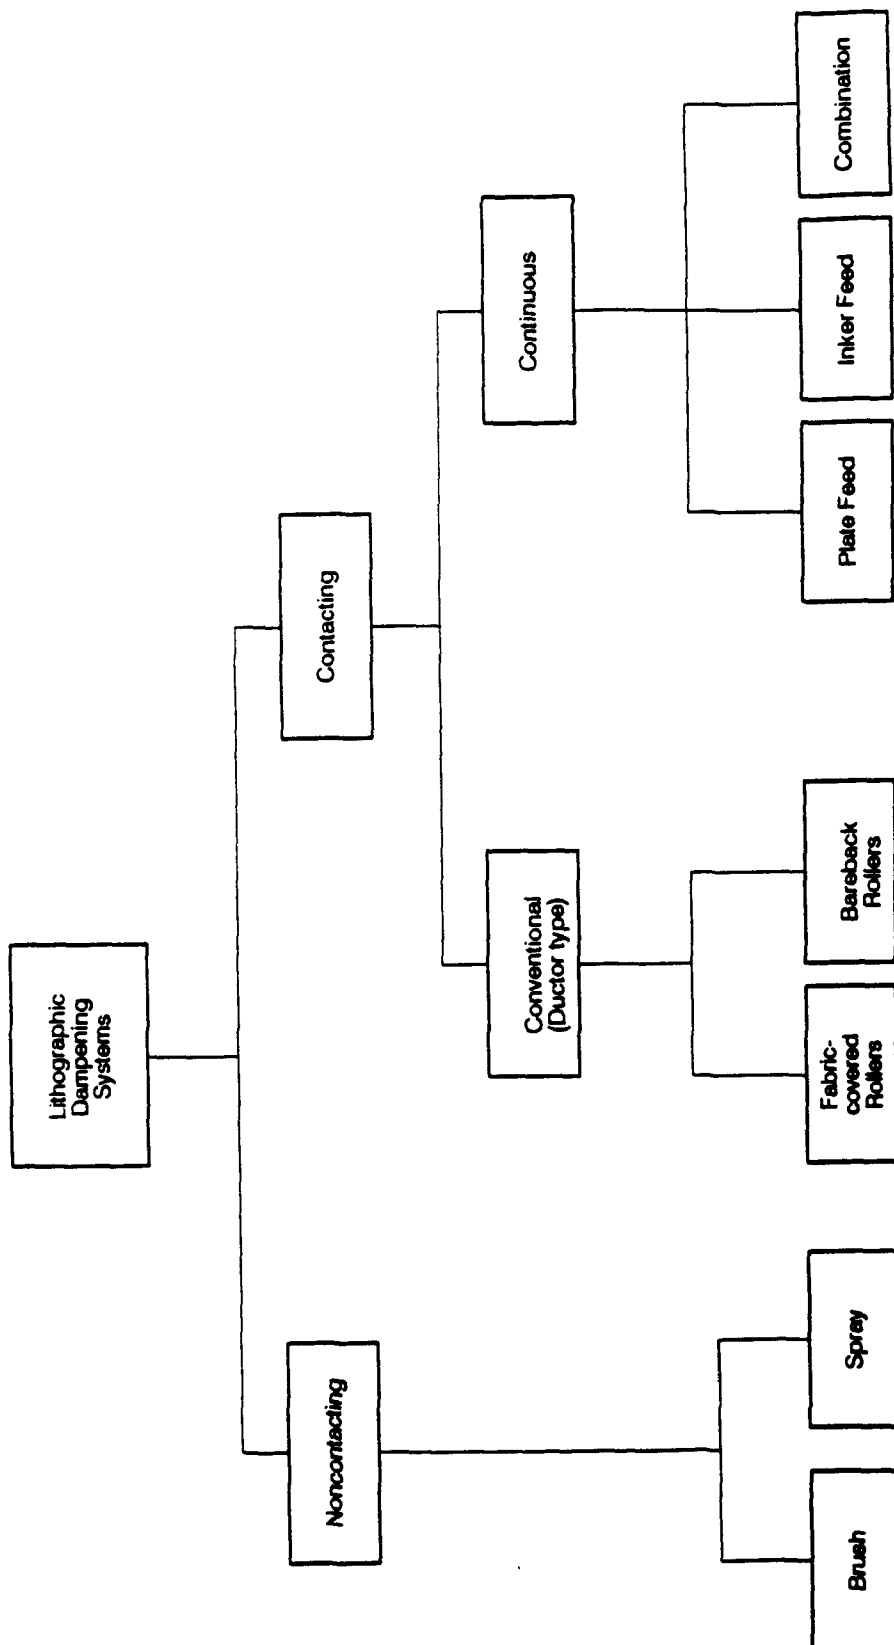 Lithographic
Dampening
Systems
Noncontacting
Contacting
Conventional
(Ductor type)
Continuous
Brush
Spray
Fabric-
covered
Rollers
Bareback
Rollers
Plate Feed
Inker Feed
Combination